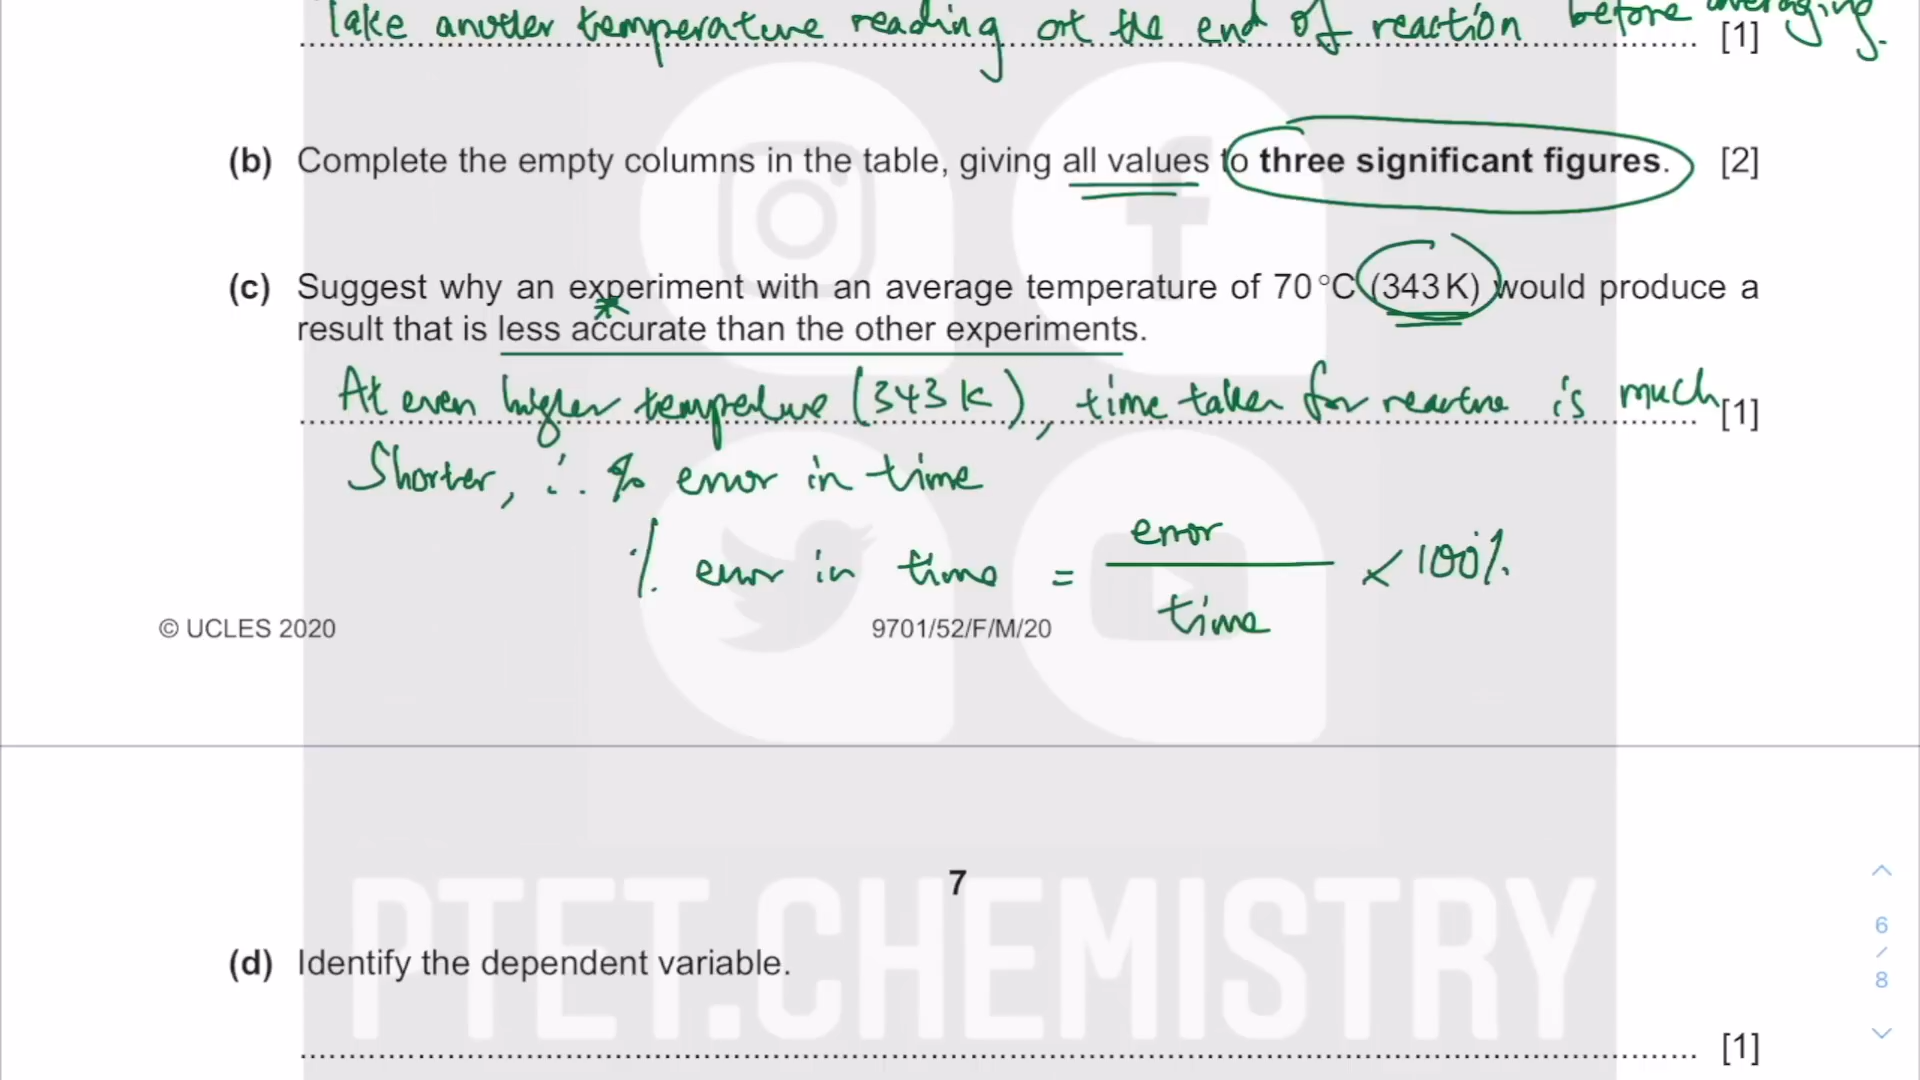 Take another temperature reading at the end of reaction before averaging.
[1]
(b) Complete the empty columns in the table, giving all values to three significant figures. [2]
(c) Suggest why an experiment with an average temperature of 70 °C (343 K) would produce a
result that is less accurate than the other experiments.
At even higher temperature (343 K), time taken for reaction is much
[1]
Shorter, ∴ % error in time
% error in time = error / time × 100%
© UCLES 2020 9701/52/F/M/20
7
PTET.CHEMISTRY
(d) Identify the dependent variable.
[1]
6
/
8